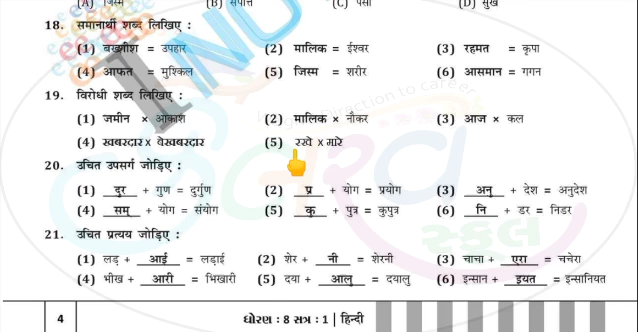 (A) जिस्म (B) संपत्ति (C) पैसा (D) सुख
18. समानार्थी शब्द लिखिए :
(1) बख्शीश = उपहार (2) मालिक = ईश्वर (3) रहमत = कृपा
(4) आफत = मुश्किल (5) जिस्म = शरीर (6) आसमान = गगन
19. विरोधी शब्द लिखिए :
(1) जमीन × आकाश (2) मालिक × नौकर (3) आज × कल
(4) खबरदार x बेखबरदार (5) रखे x मारे
20. उचित उपसर्ग जोड़िए :
(1) दुर + गुण = दुर्गुण (2) प्र + योग = प्रयोग (3) अनु + देश = अनुदेश
(4) सम् + योग = संयोग (5) कु + पुत्र = कुपुत्र (6) नि + डर = निडर
21. उचित प्रत्यय जोड़िए :
(1) लड़ + आई = लड़ाई (2) शेर + नी = शेरनी (3) चाचा + एरा = चचेरा
(4) भीख + आरी = भिखारी (5) दया + आलु = दयालु (6) इन्सान + इयत = इन्सानियत
4 ધોરણ : 8 સત્ર : 1 | हिन्दी